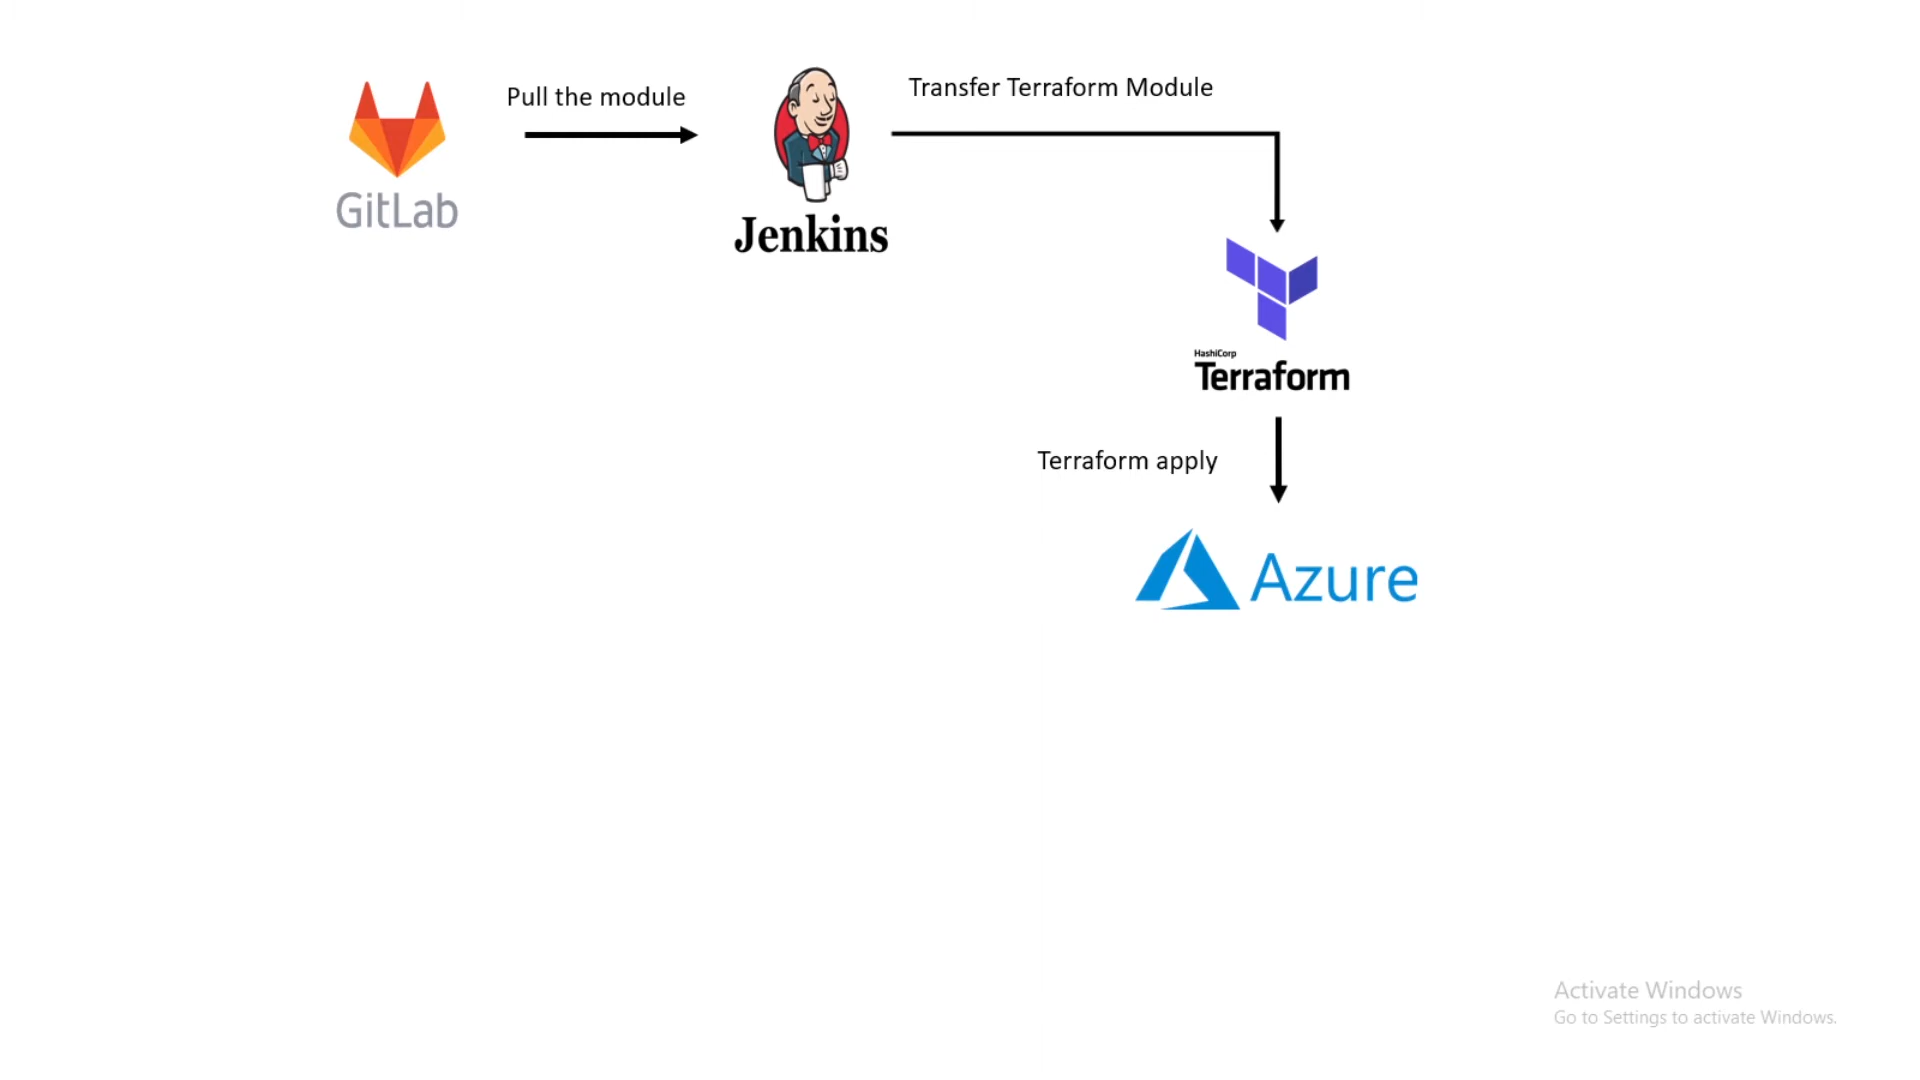 Pull the module
Transfer Terraform Module
GitLab
Jenkins
HashiCorp
Terraform
Terraform apply
Azure
Activate Windows
Go to Settings to activate Windows.